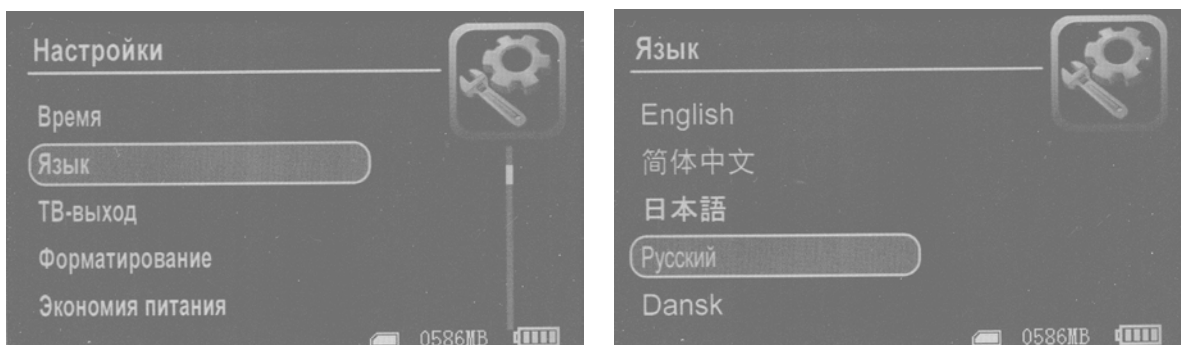 Настройки
Время
Язык
ТВ-выход
Форматирование
Экономия питания
0586MB
Язык
English
简体中文
日本語
Русский
Dansk
0586MB